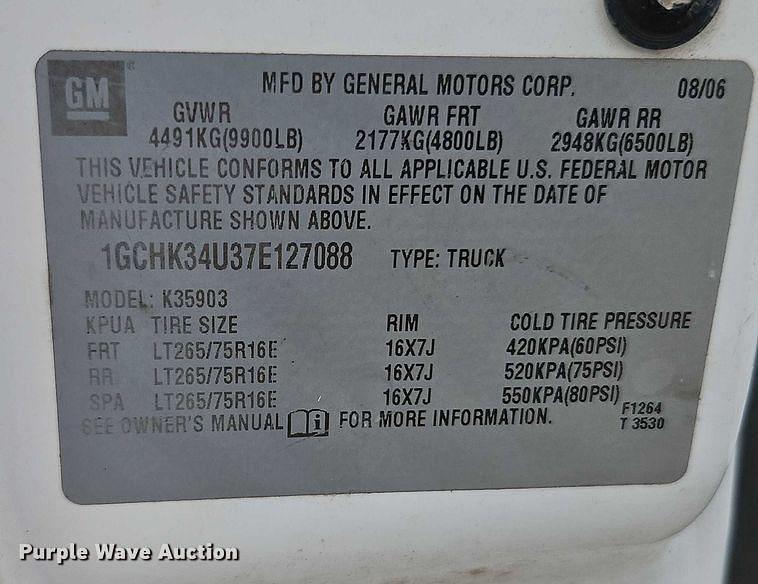 GM ®
MFD BY GENERAL MOTORS CORP. 08/06
GVWR GAWR FRT GAWR RR
4491KG(9900LB) 2177KG(4800LB) 2948KG(6500LB)
THIS VEHICLE CONFORMS TO ALL APPLICABLE U.S. FEDERAL MOTOR
VEHICLE SAFETY STANDARDS IN EFFECT ON THE DATE OF
MANUFACTURE SHOWN ABOVE.
1GCHK34U37E127088 TYPE: TRUCK
MODEL: K35903
KPUA TIRE SIZE RIM COLD TIRE PRESSURE
FRT LT265/75R16E 16X7J 420KPA(60PSI)
RR LT265/75R16E 16X7J 520KPA(75PSI)
SPA LT265/75R16E 16X7J 550KPA(80PSI)
SEE OWNER'S MANUAL i FOR MORE INFORMATION.
F1264
T 3530
Purple Wave Auction